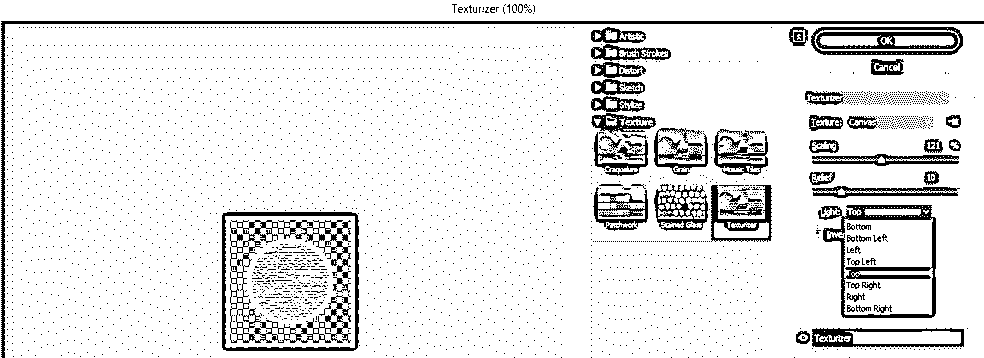 Texturizer (100%)
Artistic
Brush Strokes
Distort
Sketch
Stylize
Texture
Craquelure
Grain
Mosaic Tiles
Patchwork
Stained Glass
Texturizer
OK
Cancel
Texturizer
Texture: Canvas
Scaling 121 %
Relief 10
Light: Top
Bottom
Bottom Left
Left
Top Left
Top
Top Right
Right
Bottom Right
Texturizer